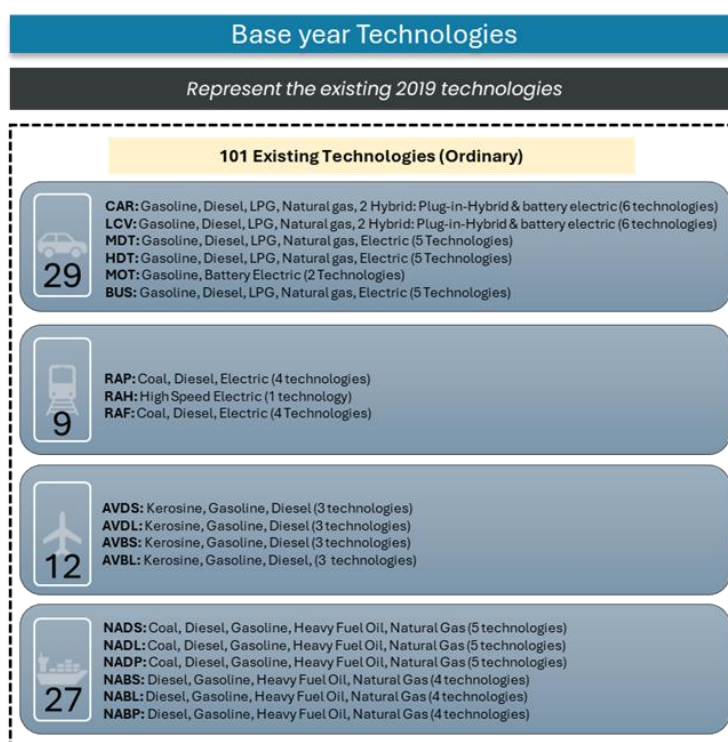 Base year Technologies
Represent the existing 2019 technologies
101 Existing Technologies (Ordinary)
29
CAR: Gasoline, Diesel, LPG, Natural gas, 2 Hybrid: Plug-in-Hybrid & battery electric (6 technologies)
LCV: Gasoline, Diesel, LPG, Natural gas, 2 Hybrid: Plug-in-Hybrid & battery electric (6 technologies)
MDT: Gasoline, Diesel, LPG, Natural gas, Electric (5 Technologies)
HDT: Gasoline, Diesel, LPG, Natural gas, Electric (5 Technologies)
MOT: Gasoline, Battery Electric (2 Technologies)
BUS: Gasoline, Diesel, LPG, Natural gas, Electric (5 Technologies)
9
RAP: Coal, Diesel, Electric (4 technologies)
RAH: High Speed Electric (1 technology)
RAF: Coal, Diesel, Electric (4 Technologies)
12
AVDS: Kerosine, Gasoline, Diesel (3 technologies)
AVDL: Kerosine, Gasoline, Diesel (3 technologies)
AVBS: Kerosine, Gasoline, Diesel (3 technologies)
AVBL: Kerosine, Gasoline, Diesel, (3 technologies)
27
NADS: Coal, Diesel, Gasoline, Heavy Fuel Oil, Natural Gas (5 technologies)
NADL: Coal, Diesel, Gasoline, Heavy Fuel Oil, Natural Gas (5 technologies)
NADP: Coal, Diesel, Gasoline, Heavy Fuel Oil, Natural Gas (5 technologies)
NABS: Diesel, Gasoline, Heavy Fuel Oil, Natural Gas (4 technologies)
NABL: Diesel, Gasoline, Heavy Fuel Oil, Natural Gas (4 technologies)
NABP: Diesel, Gasoline, Heavy Fuel Oil, Natural Gas (4 technologies)